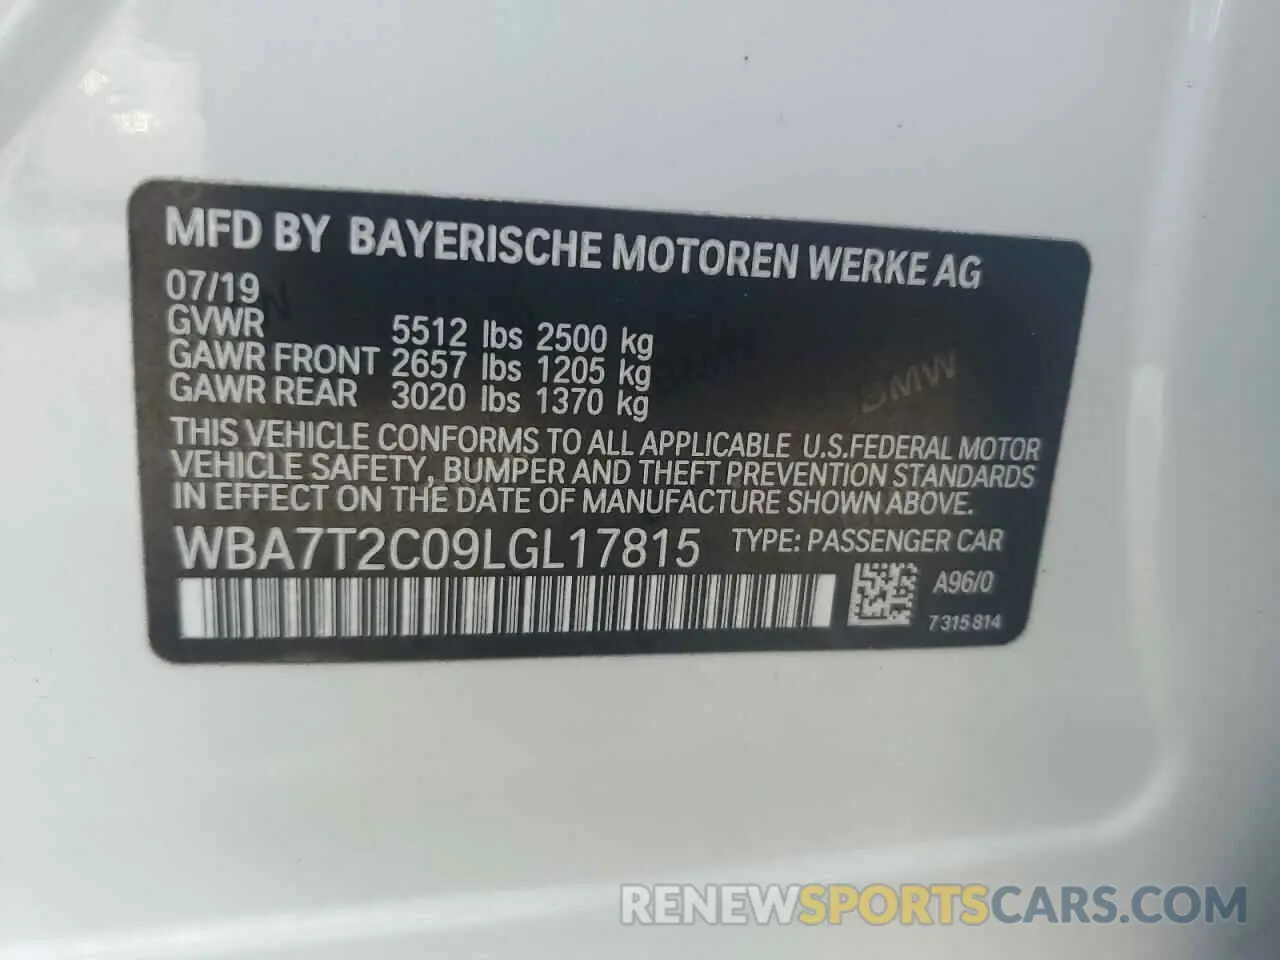 MFD BY BAYERISCHE MOTOREN WERKE AG
07/19
GVWR 5512 lbs 2500 kg
GAWR FRONT 2657 lbs 1205 kg
GAWR REAR 3020 lbs 1370 kg
BMW
THIS VEHICLE CONFORMS TO ALL APPLICABLE U.S.FEDERAL MOTOR
VEHICLE SAFETY, BUMPER AND THEFT PREVENTION STANDARDS
IN EFFECT ON THE DATE OF MANUFACTURE SHOWN ABOVE.
WBA7T2C09LGL17815 TYPE: PASSENGER CAR
A96/0
7315814
RENEWSPORTSCARS.COM